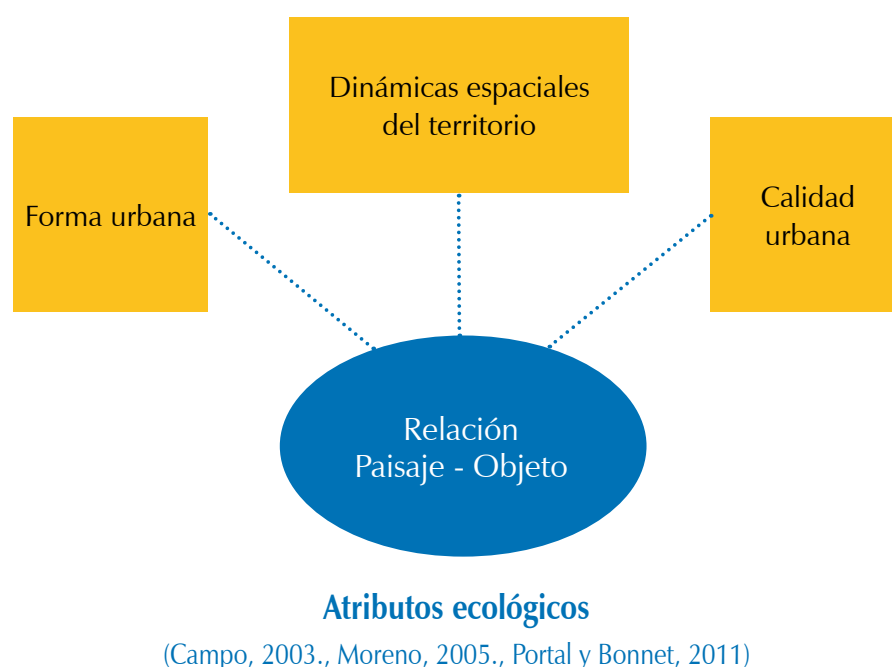 Dinámicas espaciales
del territorio
Forma urbana
Calidad
urbana
Relación
Paisaje - Objeto
Atributos ecológicos
(Campo, 2003., Moreno, 2005., Portal y Bonnet, 2011)